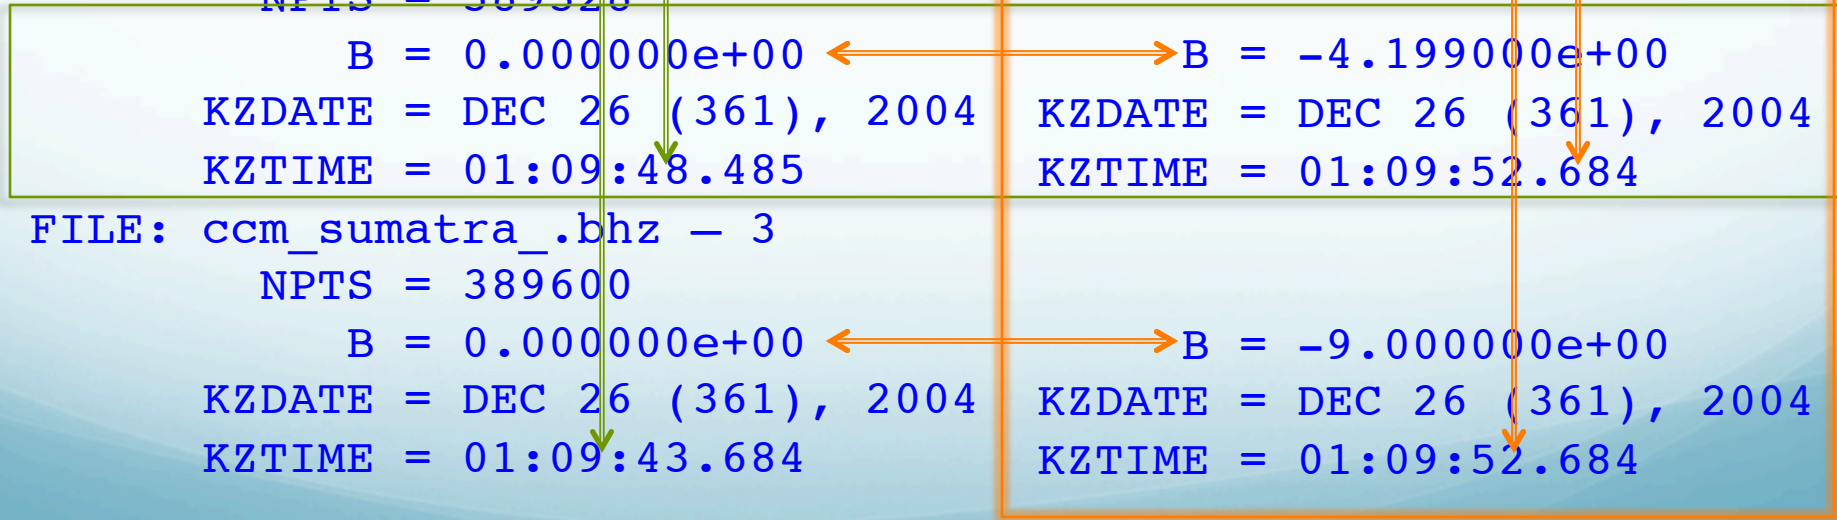 B = 0.000000e+00 B = -4.199000e+00
KZDATE = DEC 26 (361), 2004 KZDATE = DEC 26 (361), 2004
KZTIME = 01:09:48.485 KZTIME = 01:09:52.684
FILE: ccm_sumatra_.bhz – 3
NPTS = 389600
B = 0.000000e+00 B = -9.000000e+00
KZDATE = DEC 26 (361), 2004 KZDATE = DEC 26 (361), 2004
KZTIME = 01:09:43.684 KZTIME = 01:09:52.684